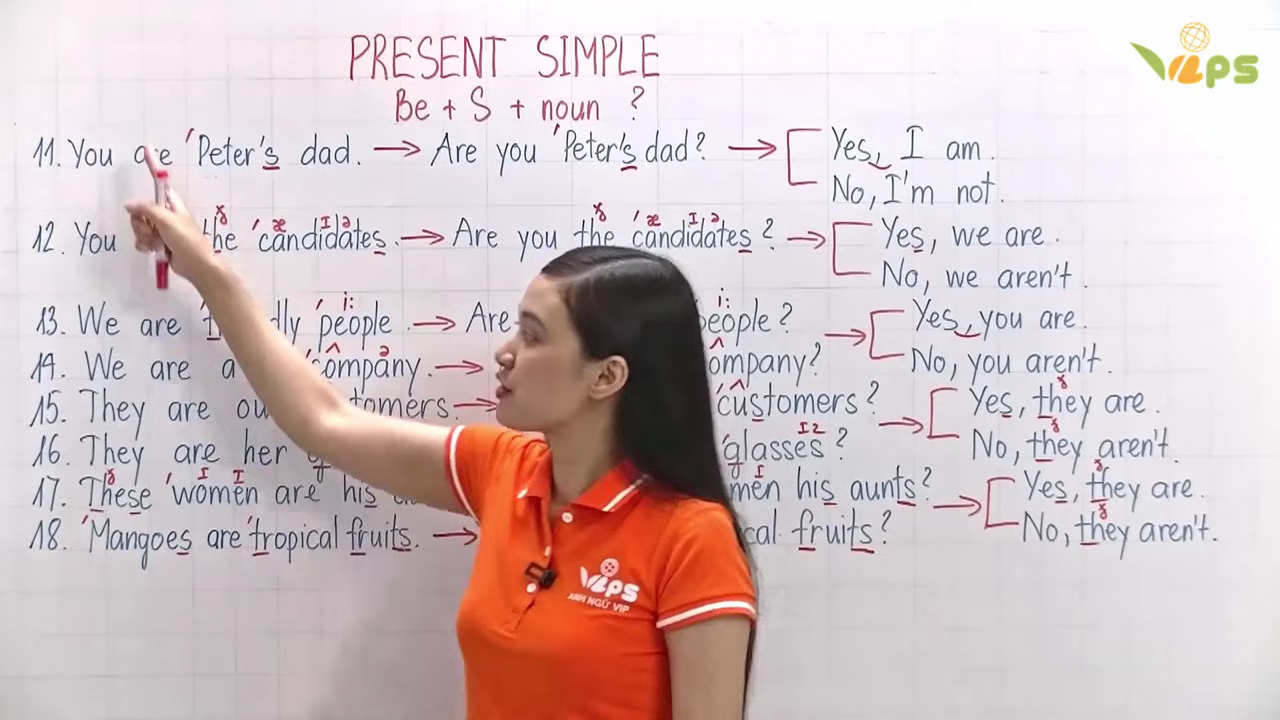 VLPS
PRESENT SIMPLE
Be + S + noun ?
11. You are 'Peter's dad. → Are you 'Peter's dad? → Yes, I am.
No, I'm not.
12. You the 'candidates. → Are you the 'candidates? → Yes, we are.
No, we aren't.
13. We are 'people. → Are people? → Yes, you are.
No, you aren't.
14. We are a 'company. → company?
15. They are → 'customers? → Yes, they are.
No, they aren't.
16. They are her 'glasses?
17. These 'women are his his aunts? → Yes, they are.
No, they aren't.
18. 'Mangoes are 'tropical fruits. → fruits?
VLPS
ANH NGỮ VIP